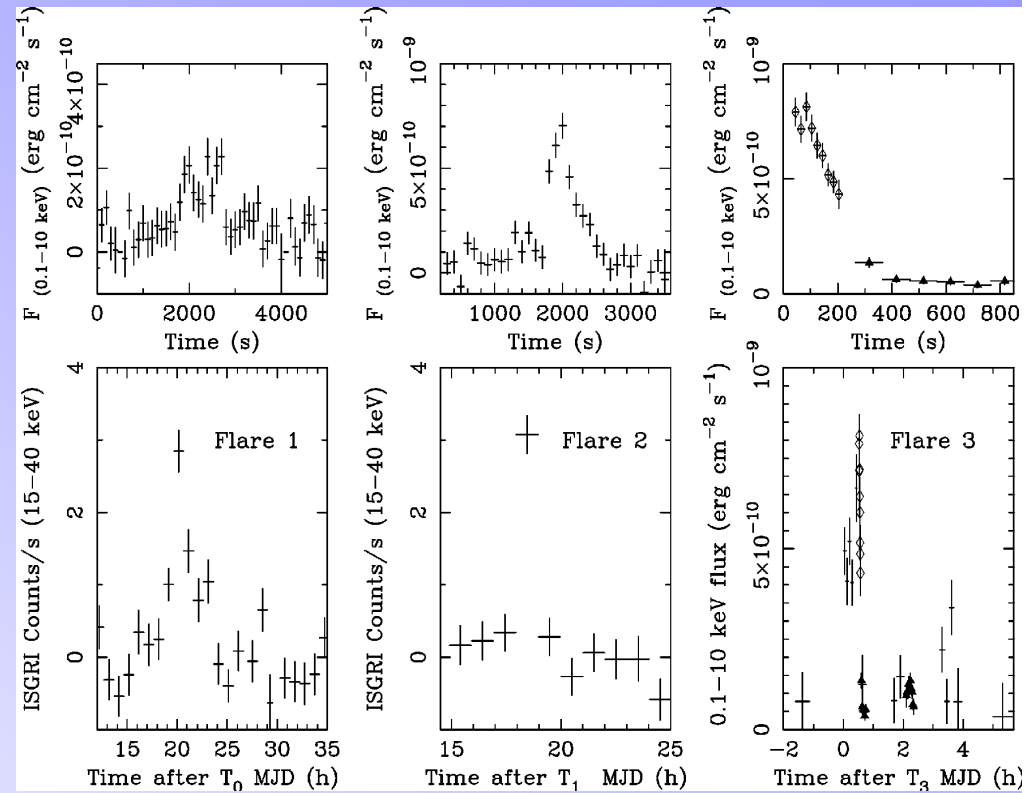 F (0.1−10 keV) (erg cm−2 s−1)
0 2×10−10 4×10−10
0 2000 4000
Time (s)
F (0.1−10 keV) (erg cm−2 s−1)
0 5×10−10 10−9
1000 2000 3000
Time (s)
F (0.1−10 keV) (erg cm−2 s−1)
0 5×10−10 10−9
0 200 400 600 800
Time (s)
ISGRI Counts/s (15−40 keV)
0 2 4
Flare 1
15 20 25 30 35
Time after T0 MJD (h)
ISGRI Counts/s (15−40 keV)
0 2 4
Flare 2
15 20 25
Time after T1 MJD (h)
0.1−10 keV flux (erg cm−2 s−1)
0 5×10−10 10−9
Flare 3
−2 0 2 4
Time after T3 MJD (h)